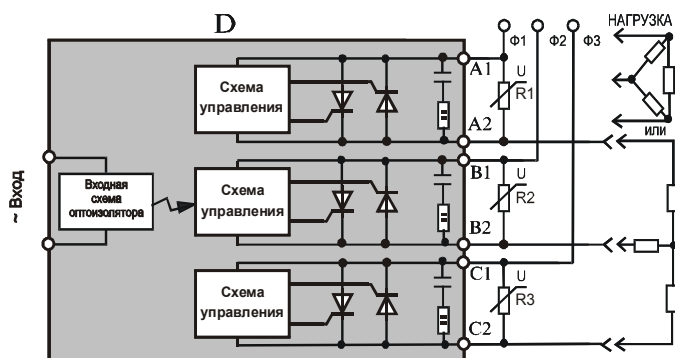 D
Ф1
Ф2
Ф3
НАГРУЗКА
или
~ Вход
Входная
схема
оптоизолятора
Схема
управления
A1
U
R1
A2
Схема
управления
B1
U
R2
B2
Схема
управления
C1
U
R3
C2